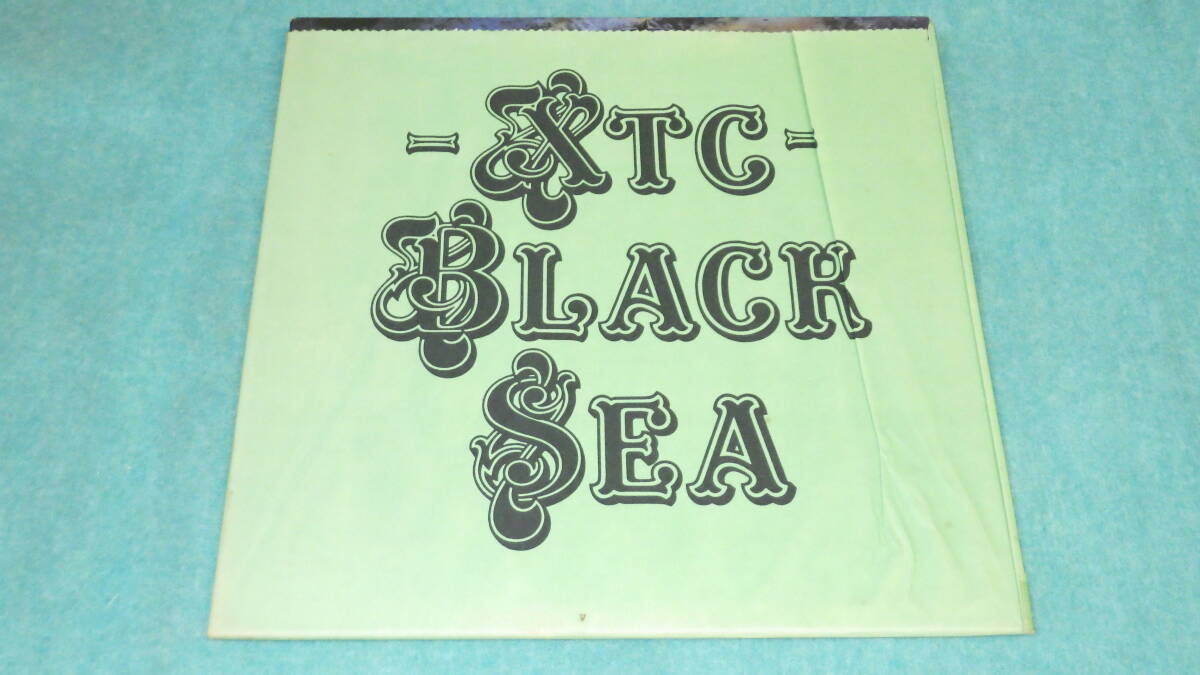 - XTC -
BLACK
SEA